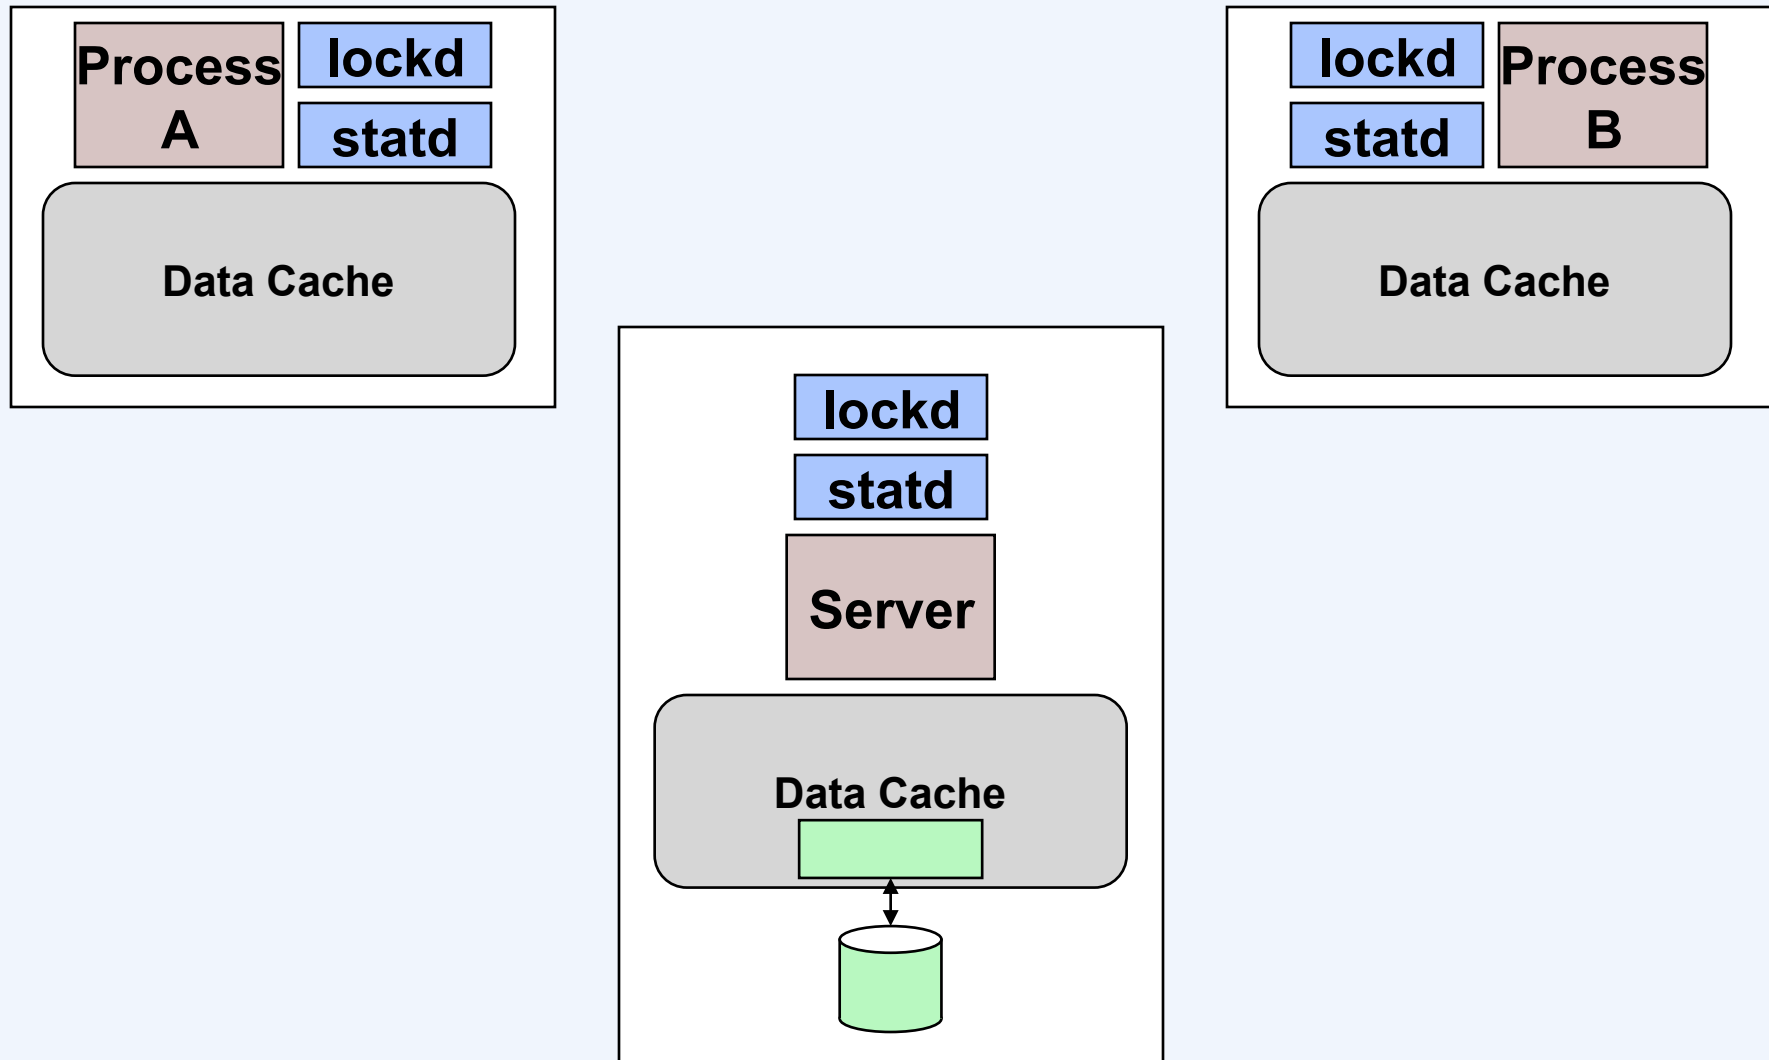 Process
A
lockd
statd
Data Cache
lockd
statd
Process
B
Data Cache
lockd
statd
Server
Data Cache